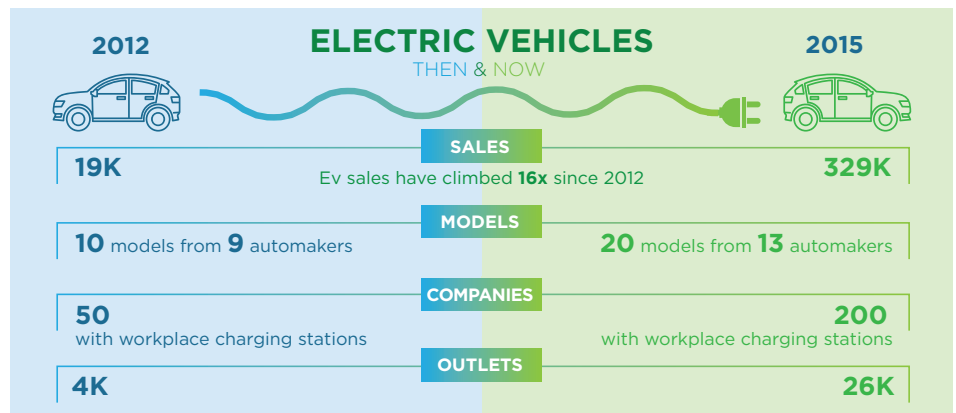 2012
ELECTRIC VEHICLES
2015
THEN & NOW
SALES
19K
329K
Ev sales have climbed 16x since 2012
MODELS
10 models from 9 automakers
20 models from 13 automakers
COMPANIES
50
200
with workplace charging stations
with workplace charging stations
OUTLETS
4K
26K